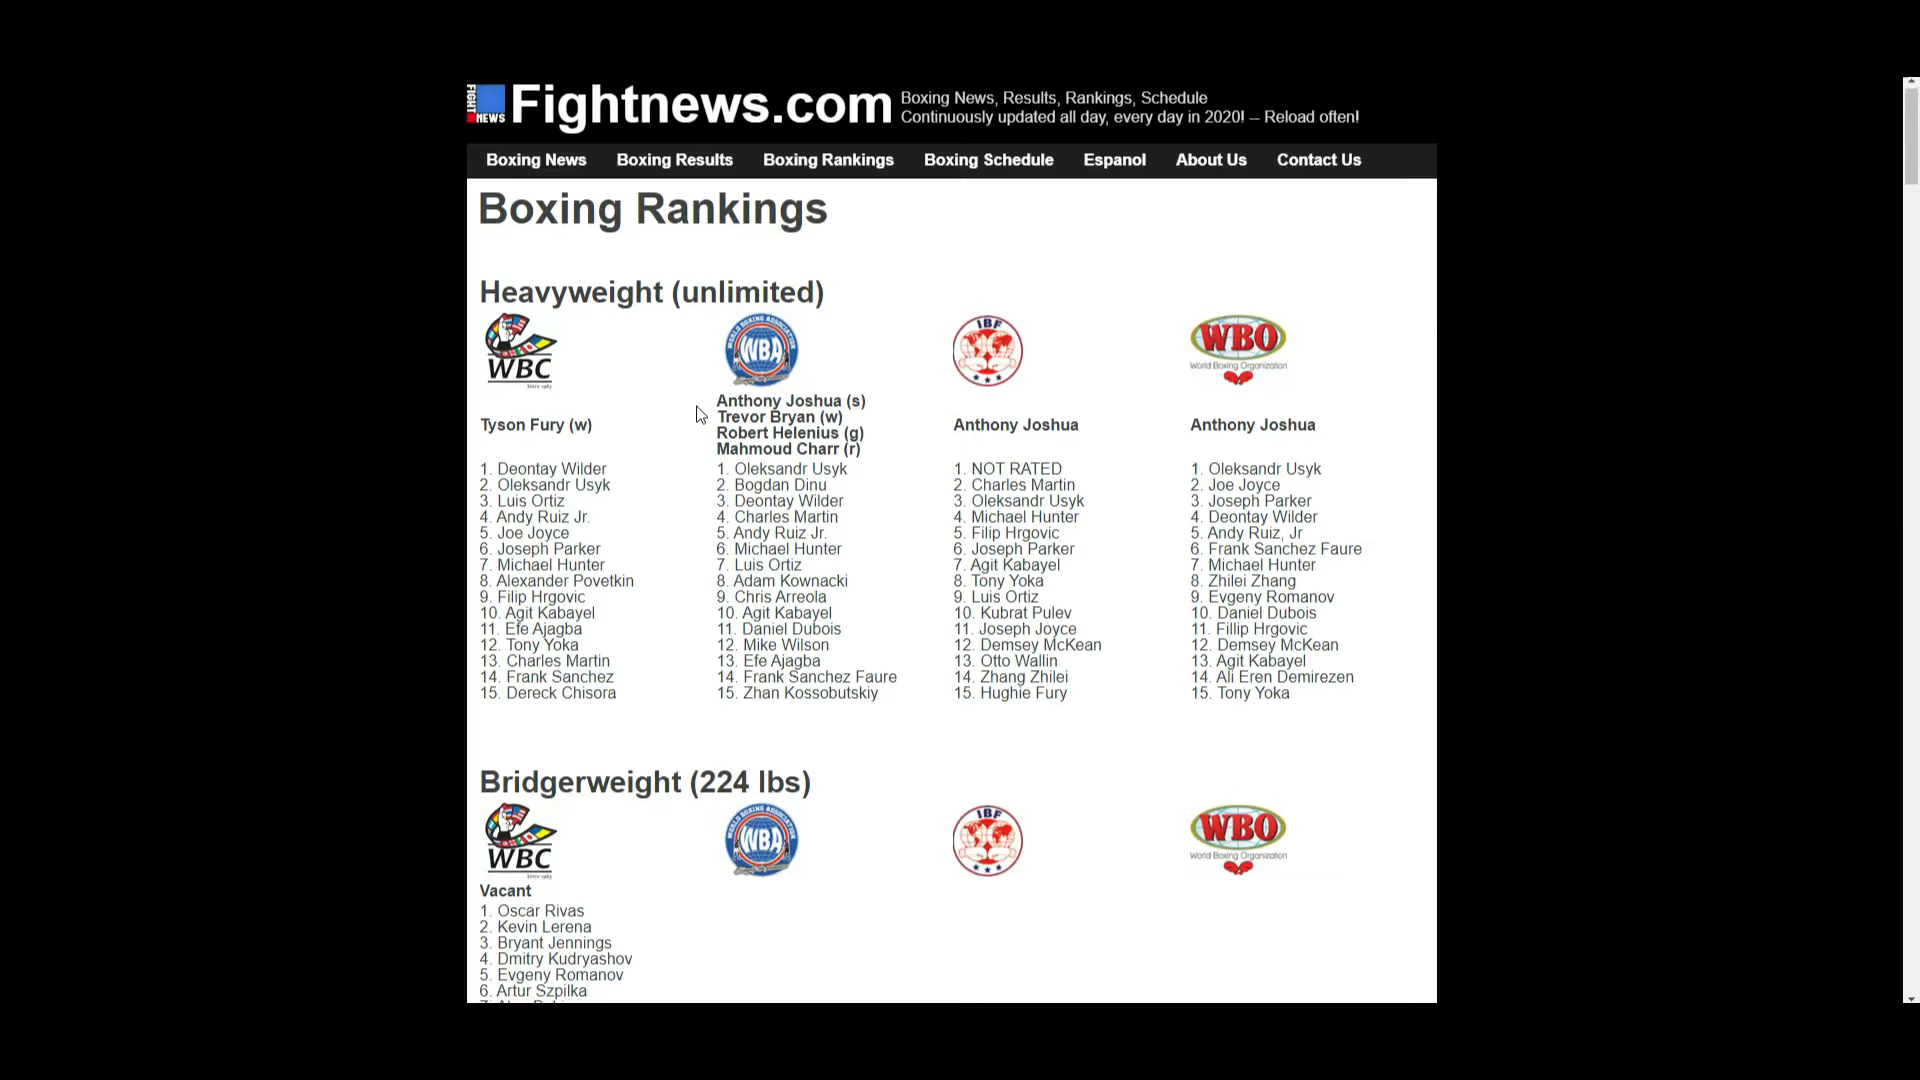 FIGHT NEWS
Fightnews.com
Boxing News, Results, Rankings, Schedule
Continuously updated all day, every day in 2020! -- Reload often!
Boxing News Boxing Results Boxing Rankings Boxing Schedule Espanol About Us Contact Us
Boxing Rankings
Heavyweight (unlimited)
WBC
Since 1963
WORLD BOXING ASSOCIATION
WBA
IBF
WBO
World Boxing Organization
Tyson Fury (w)
1. Deontay Wilder
2. Oleksandr Usyk
3. Luis Ortiz
4. Andy Ruiz Jr.
5. Joe Joyce
6. Joseph Parker
7. Michael Hunter
8. Alexander Povetkin
9. Filip Hrgovic
10. Agit Kabayel
11. Efe Ajagba
12. Tony Yoka
13. Charles Martin
14. Frank Sanchez
15. Dereck Chisora
Anthony Joshua (s)
Trevor Bryan (w)
Robert Helenius (g)
Mahmoud Charr (r)
1. Oleksandr Usyk
2. Bogdan Dinu
3. Deontay Wilder
4. Charles Martin
5. Andy Ruiz Jr.
6. Michael Hunter
7. Luis Ortiz
8. Adam Kownacki
9. Chris Arreola
10. Agit Kabayel
11. Daniel Dubois
12. Mike Wilson
13. Efe Ajagba
14. Frank Sanchez Faure
15. Zhan Kossobutskiy
Anthony Joshua
1. NOT RATED
2. Charles Martin
3. Oleksandr Usyk
4. Michael Hunter
5. Filip Hrgovic
6. Joseph Parker
7. Agit Kabayel
8. Tony Yoka
9. Luis Ortiz
10. Kubrat Pulev
11. Joseph Joyce
12. Demsey McKean
13. Otto Wallin
14. Zhang Zhilei
15. Hughie Fury
Anthony Joshua
1. Oleksandr Usyk
2. Joe Joyce
3. Joseph Parker
4. Deontay Wilder
5. Andy Ruiz, Jr
6. Frank Sanchez Faure
7. Michael Hunter
8. Zhilei Zhang
9. Evgeny Romanov
10. Daniel Dubois
11. Fillip Hrgovic
12. Demsey McKean
13. Agit Kabayel
14. Ali Eren Demirezen
15. Tony Yoka
Bridgerweight (224 lbs)
WBC
Since 1963
WORLD BOXING ASSOCIATION
WBA
IBF
WBO
World Boxing Organization
Vacant
1. Oscar Rivas
2. Kevin Lerena
3. Bryant Jennings
4. Dmitry Kudryashov
5. Evgeny Romanov
6. Artur Szpilka